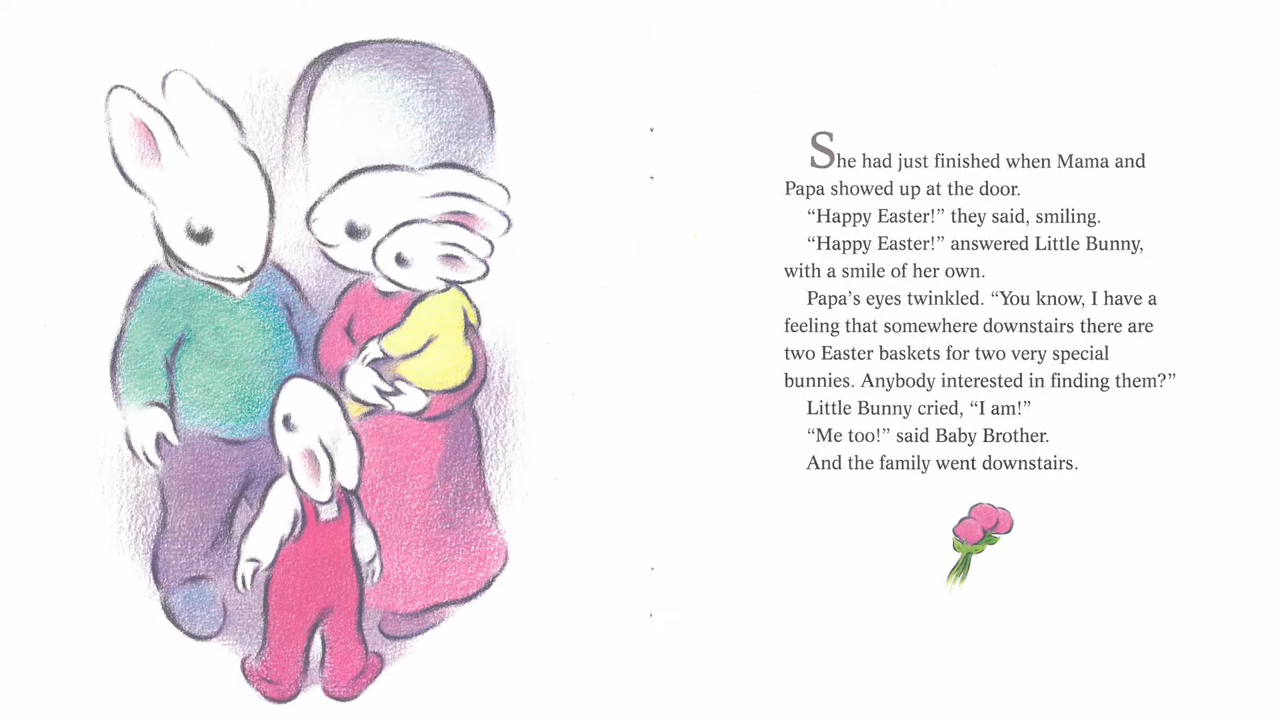 She had just finished when Mama and
Papa showed up at the door.
“Happy Easter!” they said, smiling.
“Happy Easter!” answered Little Bunny,
with a smile of her own.
Papa’s eyes twinkled. “You know, I have a
feeling that somewhere downstairs there are
two Easter baskets for two very special
bunnies. Anybody interested in finding them?”
Little Bunny cried, “I am!”
“Me too!” said Baby Brother.
And the family went downstairs.